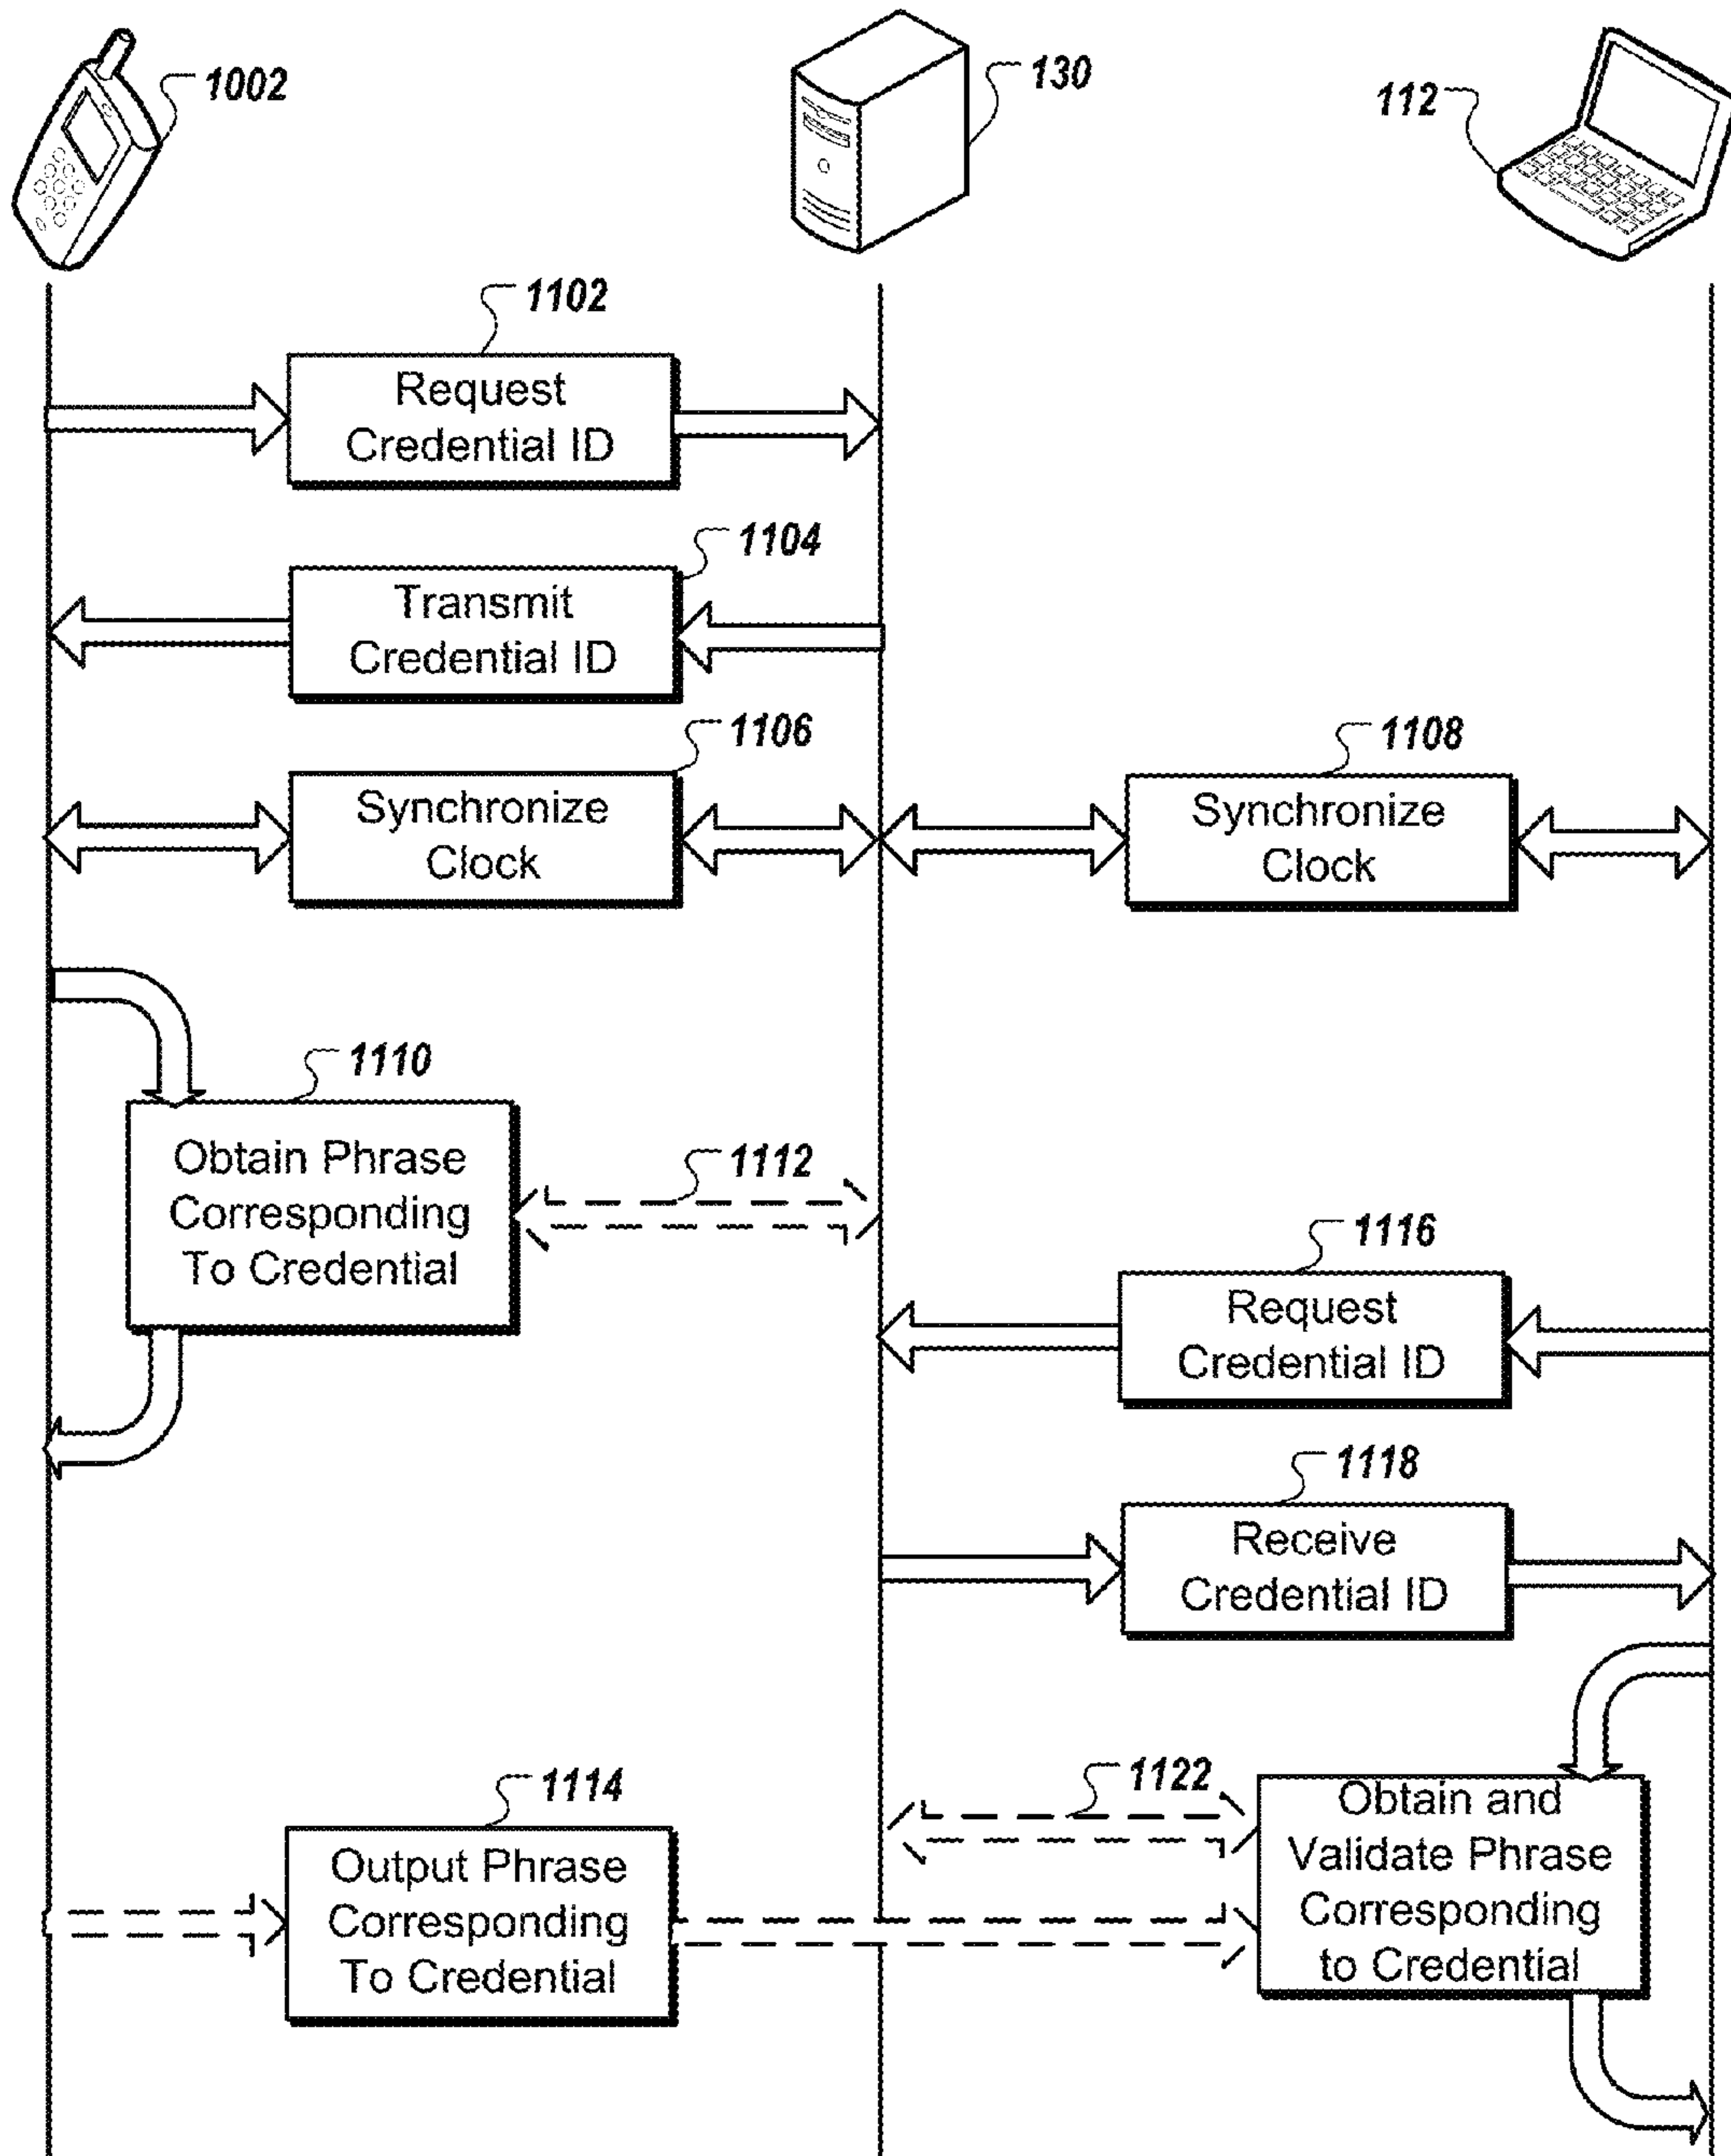 1002
130
112
1102
Request
Credential ID
1104
Transmit
Credential ID
1106
Synchronize
Clock
1108
Synchronize
Clock
1110
Obtain Phrase
Corresponding
To Credential
1112
1116
Request
Credential ID
1118
Receive
Credential ID
1114
Output Phrase
Corresponding
To Credential
1122
Obtain and
Validate Phrase
Corresponding
to Credential